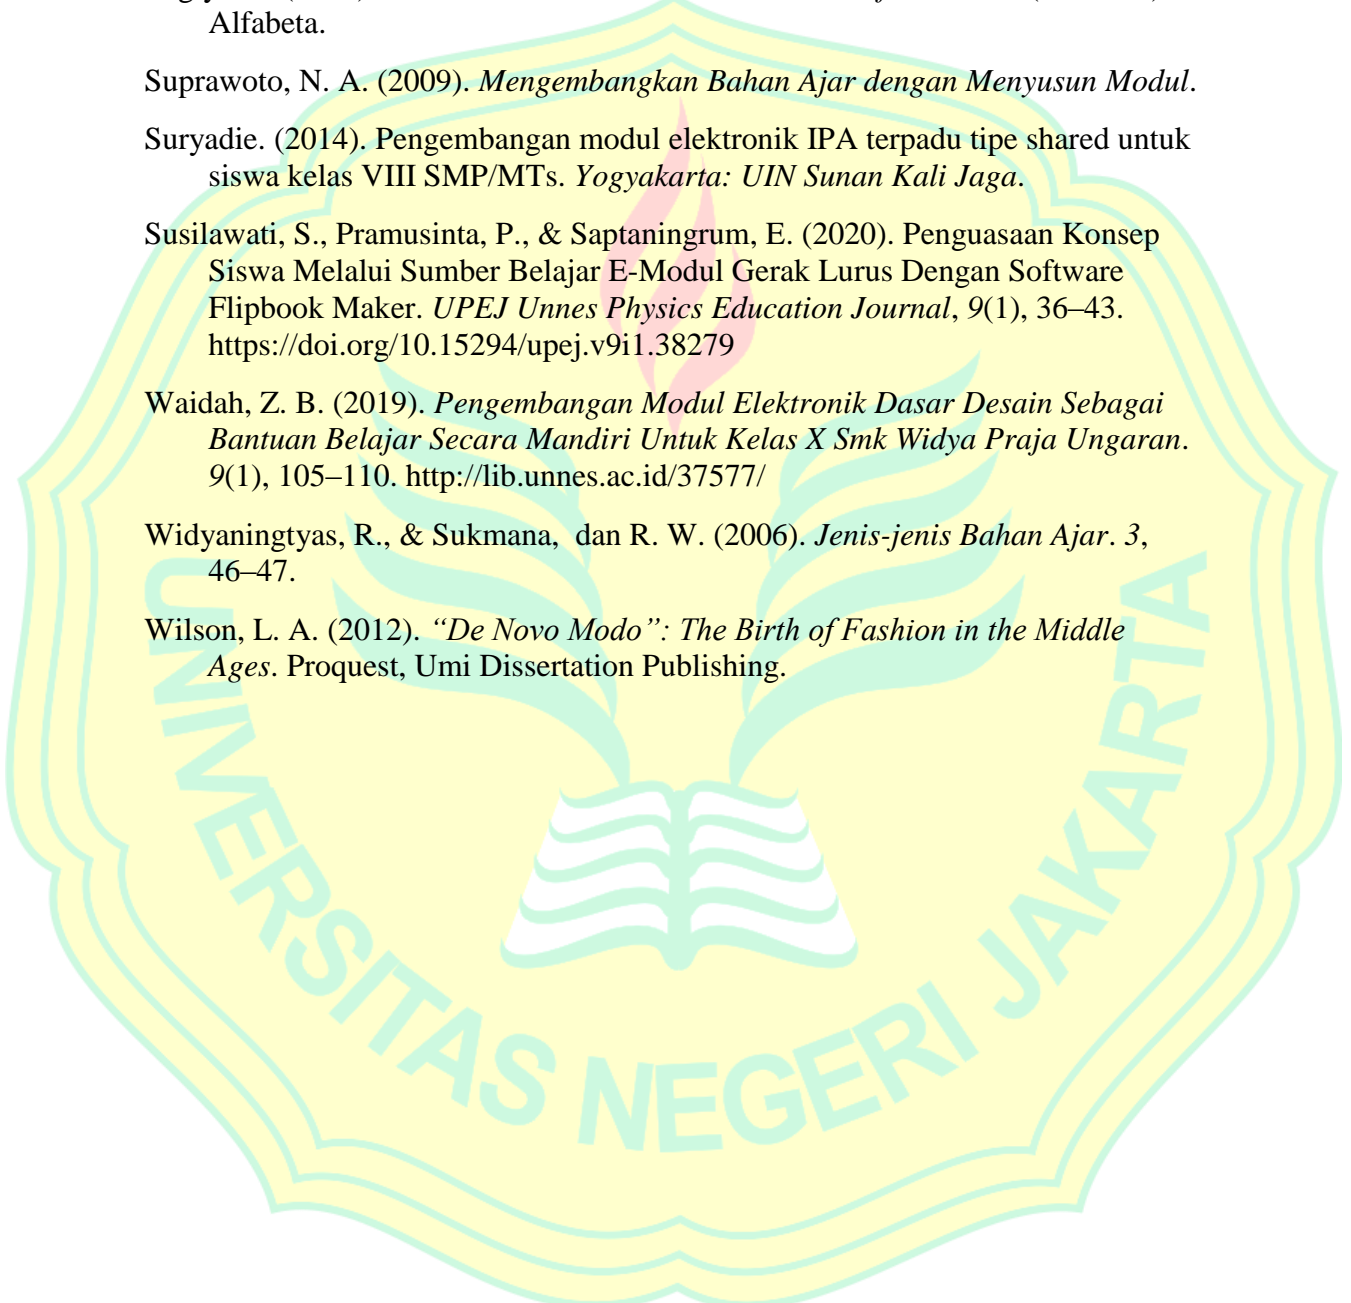 Alfabeta.
Suprawoto, N. A. (2009). Mengembangkan Bahan Ajar dengan Menyusun Modul.
Suryadie. (2014). Pengembangan modul elektronik IPA terpadu tipe shared untuk
siswa kelas VIII SMP/MTs. Yogyakarta: UIN Sunan Kali Jaga.
Susilawati, S., Pramusinta, P., & Saptaningrum, E. (2020). Penguasaan Konsep
Siswa Melalui Sumber Belajar E-Modul Gerak Lurus Dengan Software
Flipbook Maker. UPEJ Unnes Physics Education Journal, 9(1), 36–43.
https://doi.org/10.15294/upej.v9i1.38279
Waidah, Z. B. (2019). Pengembangan Modul Elektronik Dasar Desain Sebagai
Bantuan Belajar Secara Mandiri Untuk Kelas X Smk Widya Praja Ungaran.
9(1), 105–110. http://lib.unnes.ac.id/37577/
Widyaningtyas, R., & Sukmana, dan R. W. (2006). Jenis-jenis Bahan Ajar. 3,
46–47.
Wilson, L. A. (2012). “De Novo Modo”: The Birth of Fashion in the Middle
Ages. Proquest, Umi Dissertation Publishing.
UNIVERSITAS NEGERI JAKARTA